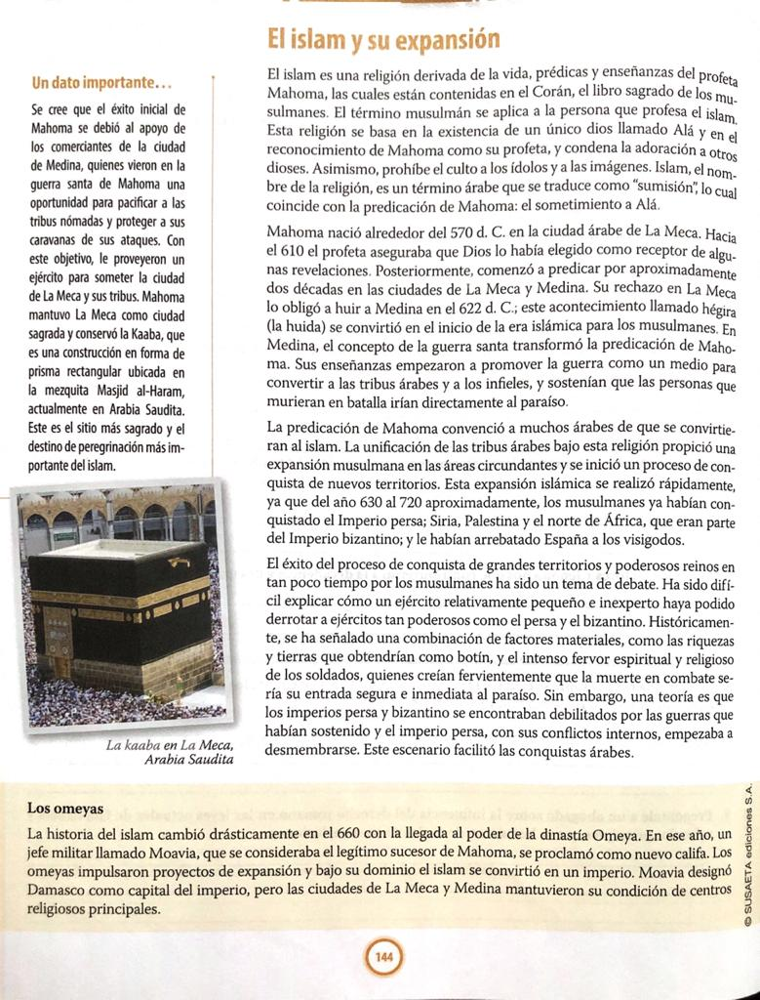 El islam y su expansión
Un dato importante...
Se cree que el éxito inicial de
Mahoma se debió al apoyo de
los comerciantes de la ciudad
de Medina, quienes vieron en la
guerra santa de Mahoma una
oportunidad para pacificar a las
tribus nómadas y proteger a sus
caravanas de sus ataques. Con
este objetivo, le proveyeron un
ejército para someter la ciudad
de La Meca y sus tribus. Mahoma
mantuvo La Meca como ciudad
sagrada y conservó la Kaaba, que
es una construcción en forma de
prisma rectangular ubicada en
la mezquita Masjid al-Haram,
actualmente en Arabia Saudita.
Este es el sitio más sagrado y el
destino de peregrinación más im-
portante del islam.
La kaaba en La Meca,
Arabia Saudita
El islam es una religión derivada de la vida, prédicas y enseñanzas del profeta
Mahoma, las cuales están contenidas en el Corán, el libro sagrado de los mu-
sulmanes. El término musulmán se aplica a la persona que profesa el islam.
Esta religión se basa en la existencia de un único dios llamado Alá y en el
reconocimiento de Mahoma como su profeta, y condena la adoración a otros
dioses. Asimismo, prohíbe el culto a los ídolos y a las imágenes. Islam, el nom-
bre de la religión, es un término árabe que se traduce como "sumisión", lo cual
coincide con la predicación de Mahoma: el sometimiento a Alá.
Mahoma nació alrededor del 570 d. C. en la ciudad árabe de La Meca. Hacia
el 610 el profeta aseguraba que Dios lo había elegido como receptor de algu-
nas revelaciones. Posteriormente, comenzó a predicar por aproximadamente
dos décadas en las ciudades de La Meca y Medina. Su rechazo en La Meca
lo obligó a huir a Medina en el 622 d. C.; este acontecimiento llamado hégira
(la huida) se convirtió en el inicio de la era islámica para los musulmanes. En
Medina, el concepto de la guerra santa transformó la predicación de Maho-
ma. Sus enseñanzas empezaron a promover la guerra como un medio para
convertir a las tribus árabes y a los infieles, y sostenían que las personas que
murieran en batalla irían directamente al paraíso.
La predicación de Mahoma convenció a muchos árabes de que se convirtie-
ran al islam. La unificación de las tribus árabes bajo esta religión propició una
expansión musulmana en las áreas circundantes y se inició un proceso de con-
quista de nuevos territorios. Esta expansión islámica se realizó rápidamente,
ya que del año 630 al 720 aproximadamente, los musulmanes ya habían con-
quistado el Imperio persa; Siria, Palestina y el norte de África, que eran parte
del Imperio bizantino; y le habían arrebatado España a los visigodos.
El éxito del proceso de conquista de grandes territorios y poderosos reinos en
tan poco tiempo por los musulmanes ha sido un tema de debate. Ha sido difí-
cil explicar cómo un ejército relativamente pequeño e inexperto haya podido
derrotar a ejércitos tan poderosos como el persa y el bizantino. Históricamen-
te, se ha señalado una combinación de factores materiales, como las riquezas
y tierras que obtendrían como botín, y el intenso fervor espiritual y religioso
de los soldados, quienes creían fervientemente que la muerte en combate se-
ría su entrada segura e inmediata al paraíso. Sin embargo, una teoría es que
los imperios persa y bizantino se encontraban debilitados por las guerras que
habían sostenido y el imperio persa, con sus conflictos internos, empezaba a
desmembrarse. Este escenario facilitó las conquistas árabes.
Los omeyas
La historia del islam cambió drásticamente en el 660 con la llegada al poder de la dinastía Omeya. En ese año, un
jefe militar llamado Moavia, que se consideraba el legítimo sucesor de Mahoma, se proclamó como nuevo califa. Los
omeyas impulsaron proyectos de expansión y bajo su dominio el islam se convirtió en un imperio. Moavia designó
Damasco como capital del imperio, pero las ciudades de La Meca y Medina mantuvieron su condición de centros
religiosos principales.
© SUSAETA ediciones S.A.
144